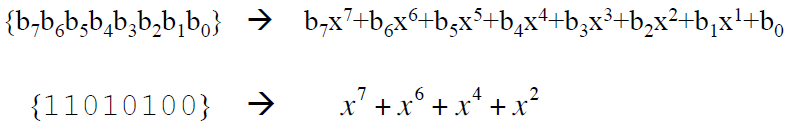 {b₇b₆b₅b₄b₃b₂b₁b₀} → b₇x⁷+b₆x⁶+b₅x⁵+b₄x⁴+b₃x³+b₂x²+b₁x¹+b₀
{11010100} → x⁷ + x⁶ + x⁴ + x²